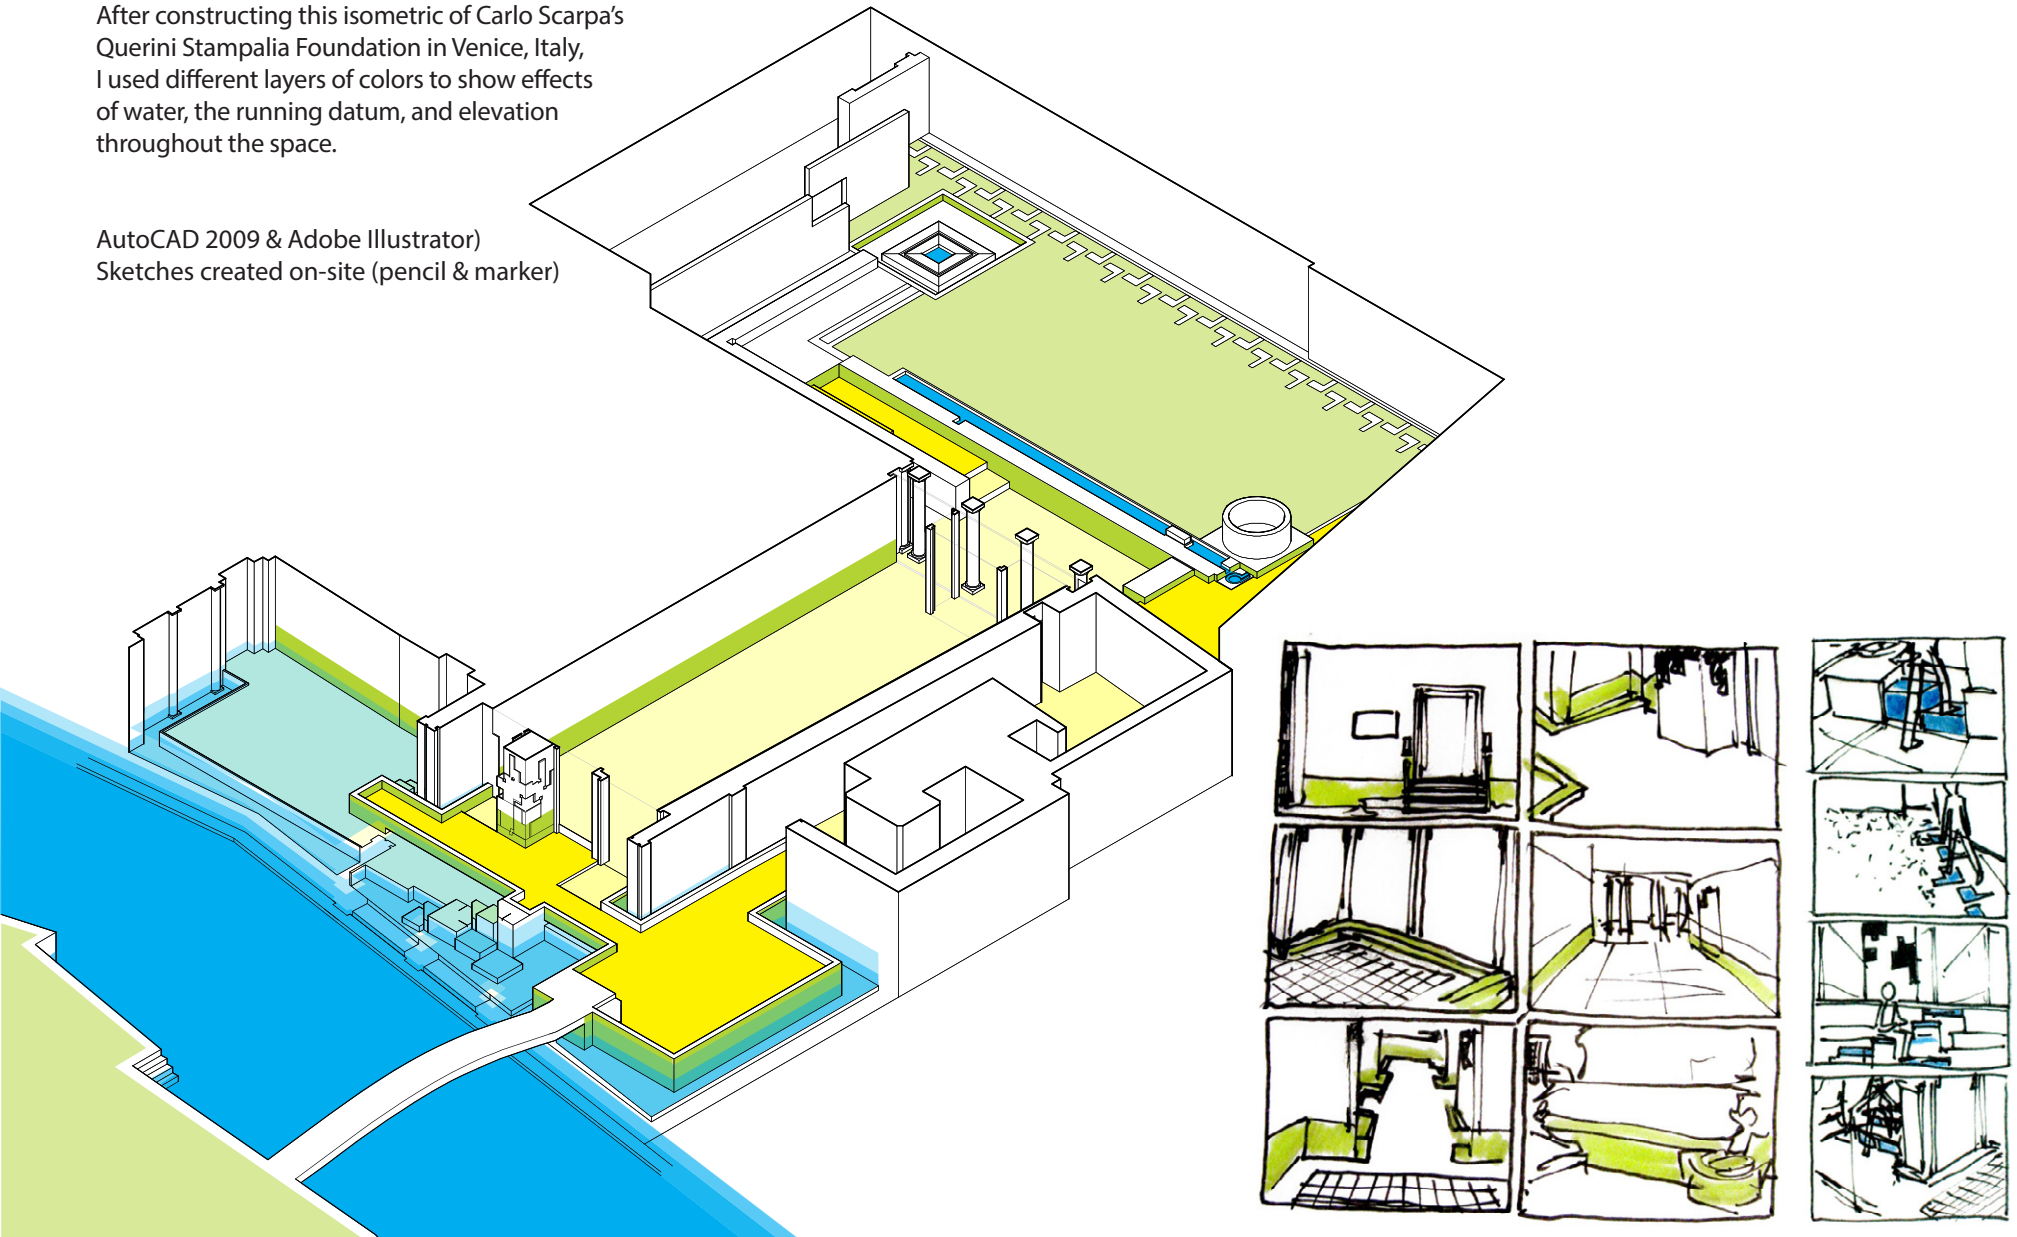 After constructing this isometric of Carlo Scarpa's
Querini Stampalia Foundation in Venice, Italy,
I used different layers of colors to show effects
of water, the running datum, and elevation
throughout the space.
AutoCAD 2009 & Adobe Illustrator)
Sketches created on-site (pencil & marker)